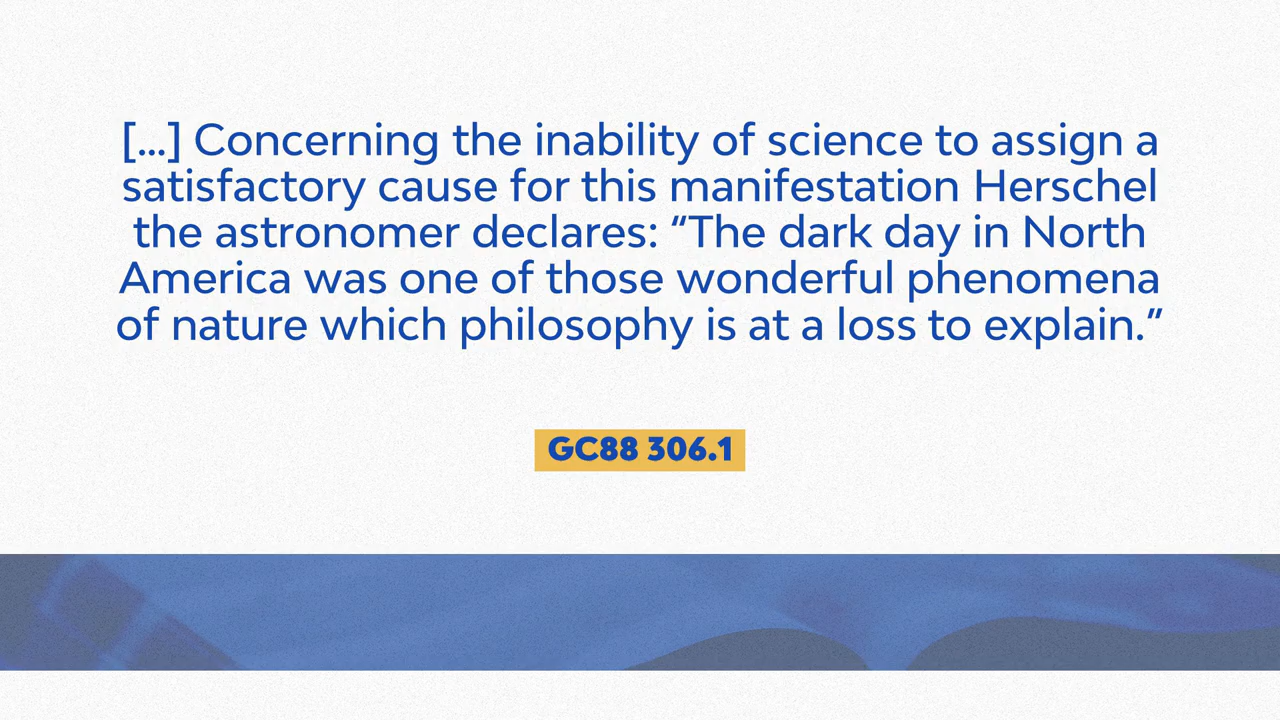 [...] Concerning the inability of science to assign a
satisfactory cause for this manifestation Herschel
the astronomer declares: “The dark day in North
America was one of those wonderful phenomena
of nature which philosophy is at a loss to explain.”
GC88 306.1